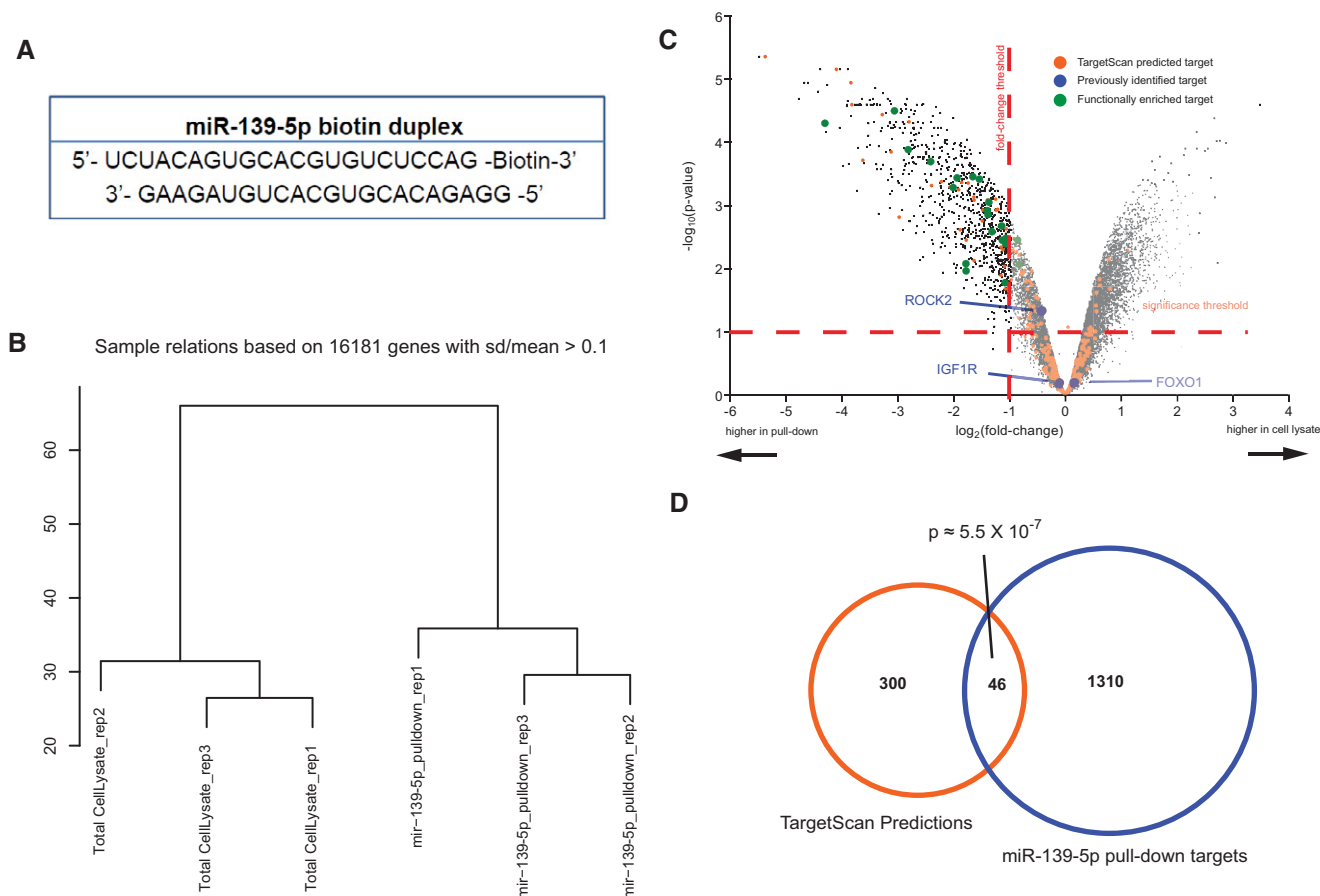 A
miR-139-5p biotin duplex
5'- UCUACAGUGCACGUGUCUCCAG -Biotin-3'
3'- GAAGAUGUCACGUGCACAGAGG -5'
B
Sample relations based on 16181 genes with sd/mean > 0.1
60
50
40
30
20
Total CellLysate_rep2
Total CellLysate_rep3
Total CellLysate_rep1
mir−139-5p_pulldown_rep1
mir−139-5p_pulldown_rep3
mir−139-5p_pulldown_rep2
C
TargetScan predicted target
Previously identified target
Functionally enriched target
fold-change threshold
significance threshold
ROCK2
IGF1R
FOXO1
-log10(p-value)
6
5
4
3
2
1
0
-6 -5 -4 -3 -2 -1 0 1 2 3 4
log2(fold-change)
higher in pull-down
higher in cell lysate
D
p ≈ 5.5 X 10-7
300
46
1310
TargetScan Predictions
miR-139-5p pull-down targets